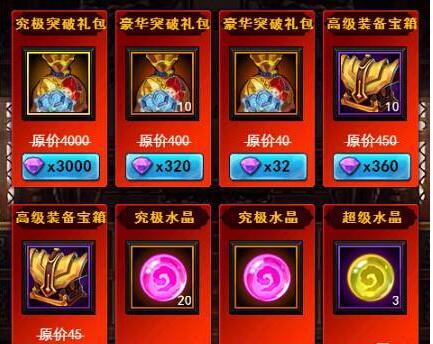 究极突破礼包 豪华突破礼包 豪华突破礼包 高级装备宝箱
10 10
原价4000 原价400 原价40 原价450
x3000 x320 x32 x360
高级装备宝箱 究极水晶 究极水晶 超级水晶
20 3
原价45